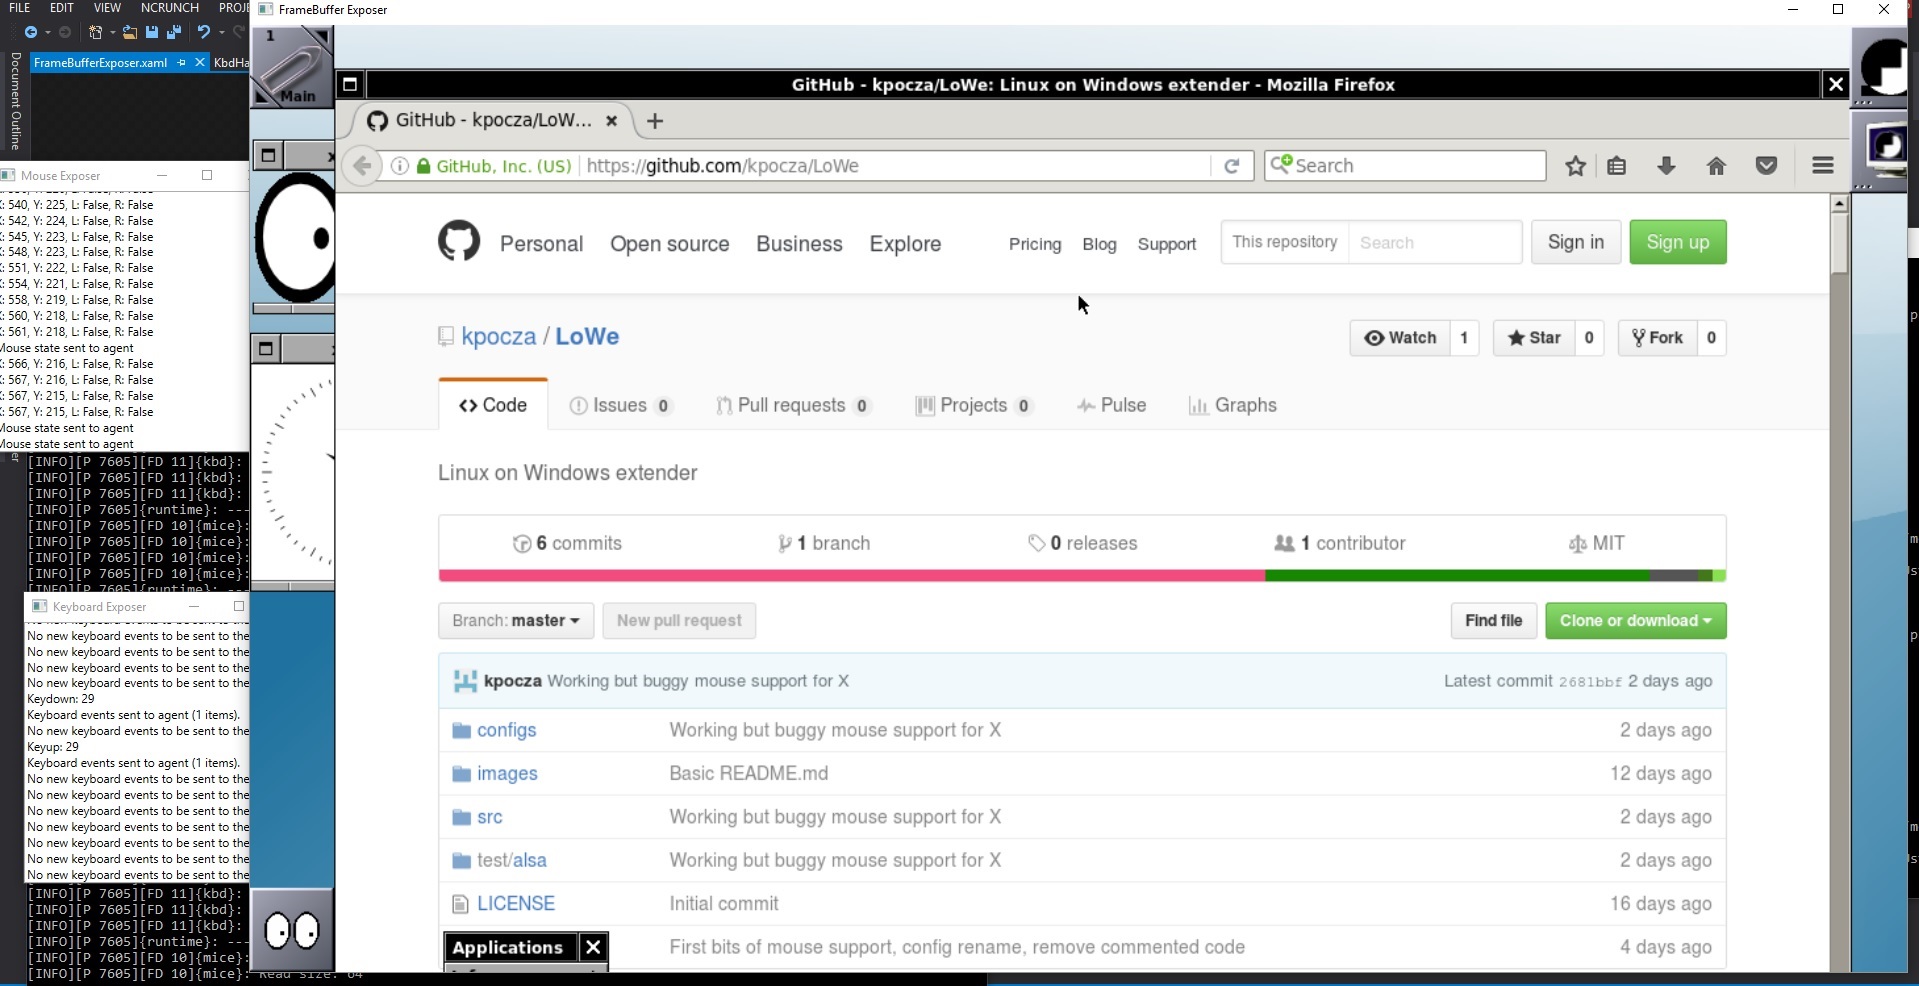 FILE EDIT VIEW NCRUNCH
FrameBufferExposer.xaml
Document Outline
FrameBuffer Exposer
1
Main
GitHub - kpocza/LoWe: Linux on Windows extender - Mozilla Firefox
GitHub - kpocza/LoW...
GitHub, Inc. (US) https://github.com/kpocza/LoWe
Search
Personal Open source Business Explore
Pricing Blog Support
This repository Search
Sign in Sign up
kpocza / LoWe
Watch 1 Star 0 Fork 0
Code Issues 0 Pull requests 0 Projects 0 Pulse Graphs
Linux on Windows extender
6 commits 1 branch 0 releases 1 contributor MIT
Branch: master New pull request Find file Clone or download
kpocza Working but buggy mouse support for X Latest commit 2681bbf 2 days ago
configs Working but buggy mouse support for X 2 days ago
images Basic README.md 12 days ago
src Working but buggy mouse support for X 2 days ago
test/alsa Working but buggy mouse support for X 2 days ago
LICENSE Initial commit 16 days ago
First bits of mouse support, config rename, remove commented code 4 days ago
Applications
Mouse Exposer
: 540, Y: 225, L: False, R: False
: 542, Y: 224, L: False, R: False
: 545, Y: 223, L: False, R: False
: 548, Y: 223, L: False, R: False
: 551, Y: 222, L: False, R: False
: 554, Y: 221, L: False, R: False
: 558, Y: 219, L: False, R: False
: 560, Y: 218, L: False, R: False
: 561, Y: 218, L: False, R: False
Mouse state sent to agent
: 566, Y: 216, L: False, R: False
: 567, Y: 216, L: False, R: False
: 567, Y: 215, L: False, R: False
: 567, Y: 215, L: False, R: False
Mouse state sent to agent
Mouse state sent to agent
[INFO][P 7605][FD 11]{kbd}:
[INFO][P 7605][FD 11]{kbd}:
[INFO][P 7605][FD 11]{kbd}:
[INFO][P 7605]{runtime}: ---
[INFO][P 7605][FD 10]{mice}:
[INFO][P 7605][FD 10]{mice}:
[INFO][P 7605][FD 10]{mice}:
[INFO][P 7605][FD 10]{mice}:
Keyboard Exposer
No new keyboard events to be sent to the
No new keyboard events to be sent to the
No new keyboard events to be sent to the
No new keyboard events to be sent to the
Keydown: 29
Keyboard events sent to agent (1 items).
No new keyboard events to be sent to the
Keyup: 29
Keyboard events sent to agent (1 items).
No new keyboard events to be sent to the
No new keyboard events to be sent to the
No new keyboard events to be sent to the
No new keyboard events to be sent to the
No new keyboard events to be sent to the
No new keyboard events to be sent to the
No new keyboard events to be sent to the
[INFO][P 7605][FD 11]{kbd}:
[INFO][P 7605][FD 11]{kbd}:
[INFO][P 7605][FD 11]{kbd}:
[INFO][P 7605]{runtime}: ---
[INFO][P 7605][FD 10]{mice}:
[INFO][P 7605][FD 10]{mice}: Read size: 64